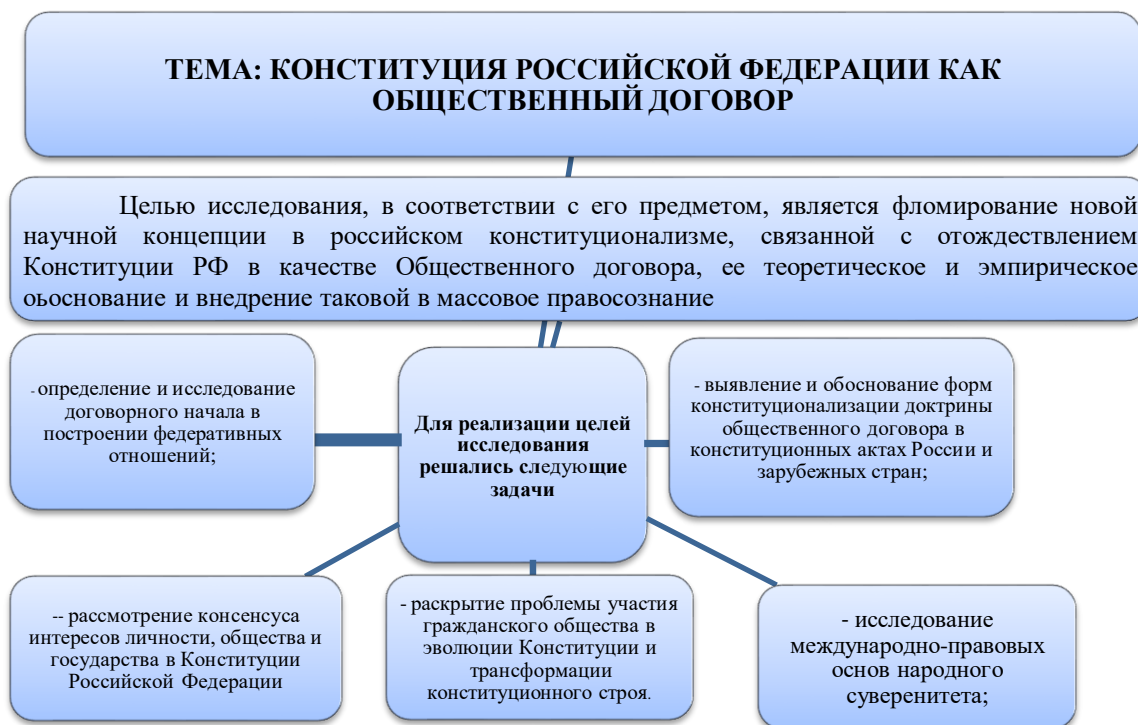 ТЕМА: КОНСТИТУЦИЯ РОССИЙСКОЙ ФЕДЕРАЦИИ КАК
ОБЩЕСТВЕННЫЙ ДОГОВОР
Целью исследования, в соответствии с его предметом, является фломирование новой
научной концепции в российском конституционализме, связанной с отождествлением
Конституции РФ в качестве Общественного договора, ее теоретическое и эмпирическое
оьоснование и внедрение таковой в массовое правосознание
- определение и исследование
договорного начала в
построении федеративных
отношений;
Для реализации целей
исследования
решались следующие
задачи
- выявление и обоснование форм
конституционализации доктрины
общественного договора в
конституционных актах России и
зарубежных стран;
-- рассмотрение консенсуса
интересов личности, общества и
государства в Конституции
Российской Федерации
- раскрытие проблемы участия
гражданского общества в
эволюции Конституции и
трансформации
конституционного строя.
- исследование
международно-правовых
основ народного
суверенитета;